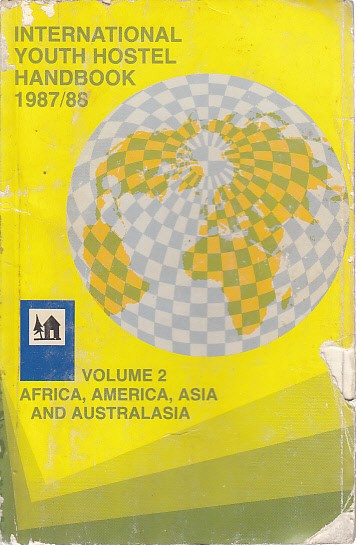 INTERNATIONAL
YOUTH HOSTEL
HANDBOOK
1987/88
VOLUME 2
AFRICA, AMERICA, ASIA
AND AUSTRALASIA